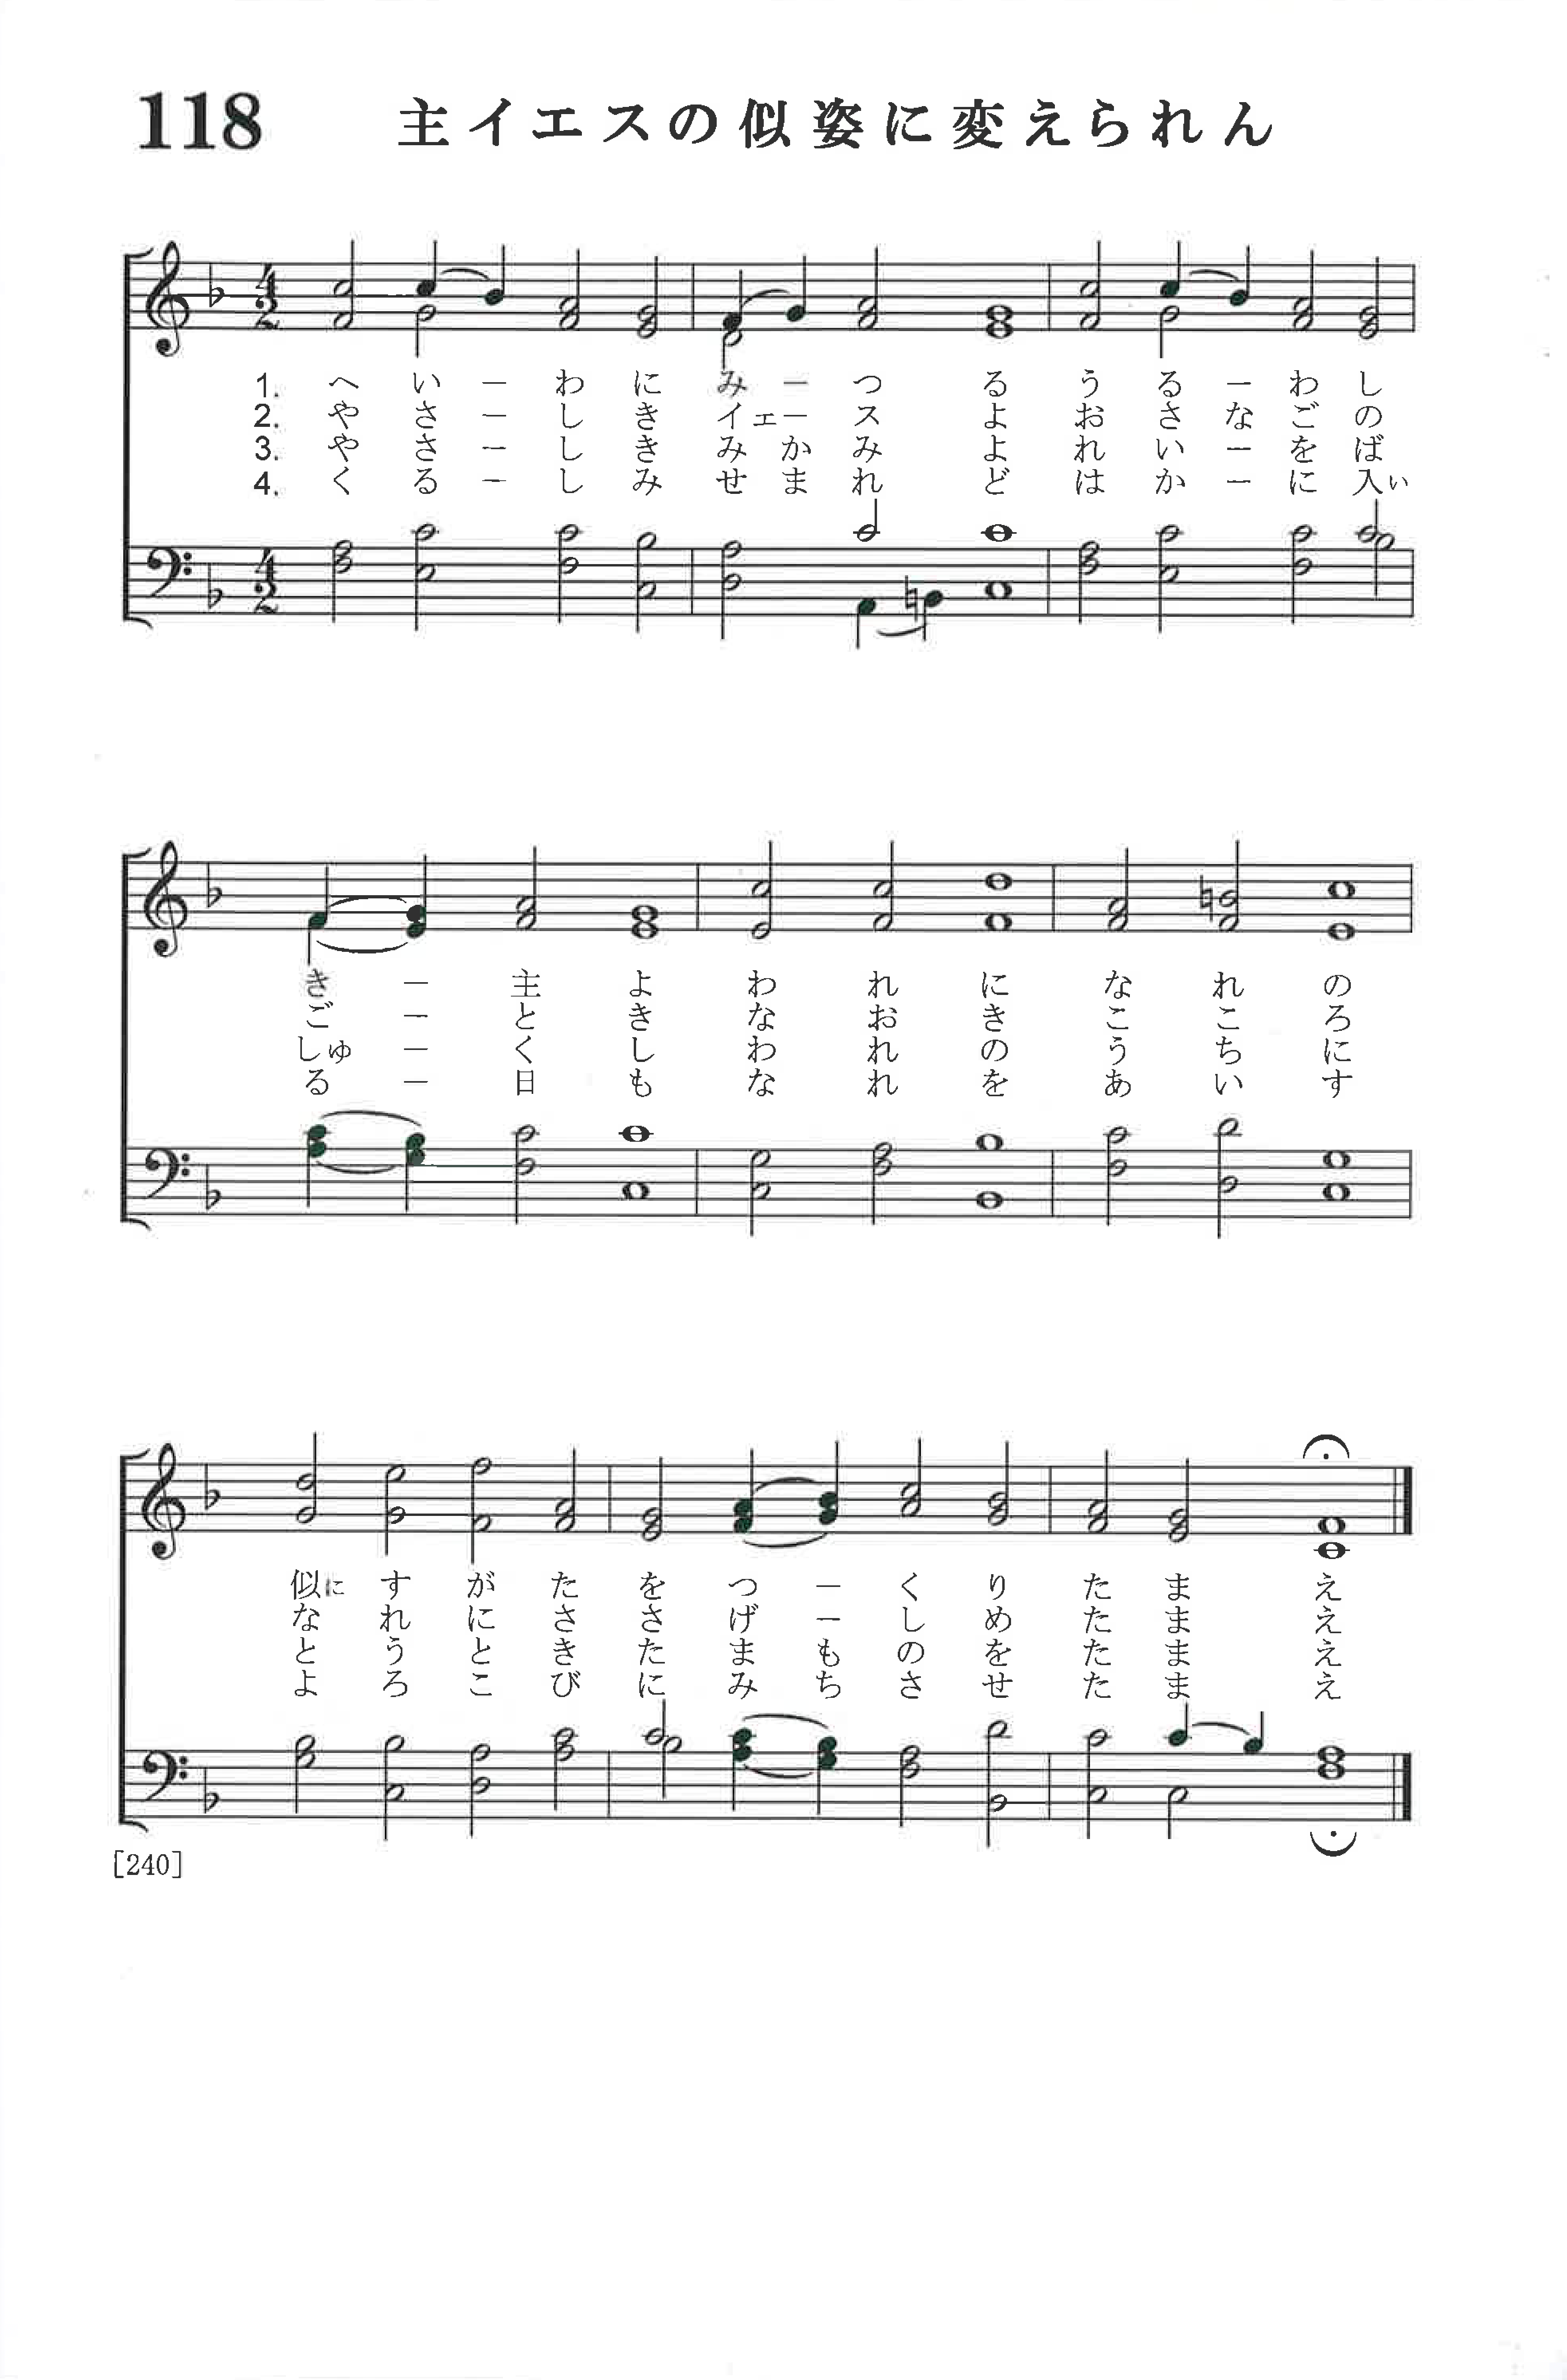 118 主イエスの似姿に変えられん
1. へ い ー わ に み ー つ る う る ー わ し
2. や さ ー し き イ エ ー ス よ お さ な ご の
3. や さ ー し き み か み よ れ い ー を ば
4. く る ー し み せ ま れ ど は か ー に 入い
き ー 主 よ わ れ に な れ の
ご ー と き な お き こ こ ろ
しゅ ー く し わ れ の う ち に
る ー 日 も な れ を あ い す
似に す が た を つ ー く り た ま え
な れ に さ さ げ ー し め た ま え
と う と き た ま も の を た ま え
よ ろ こ び に み ち さ せ た ま え
[240]